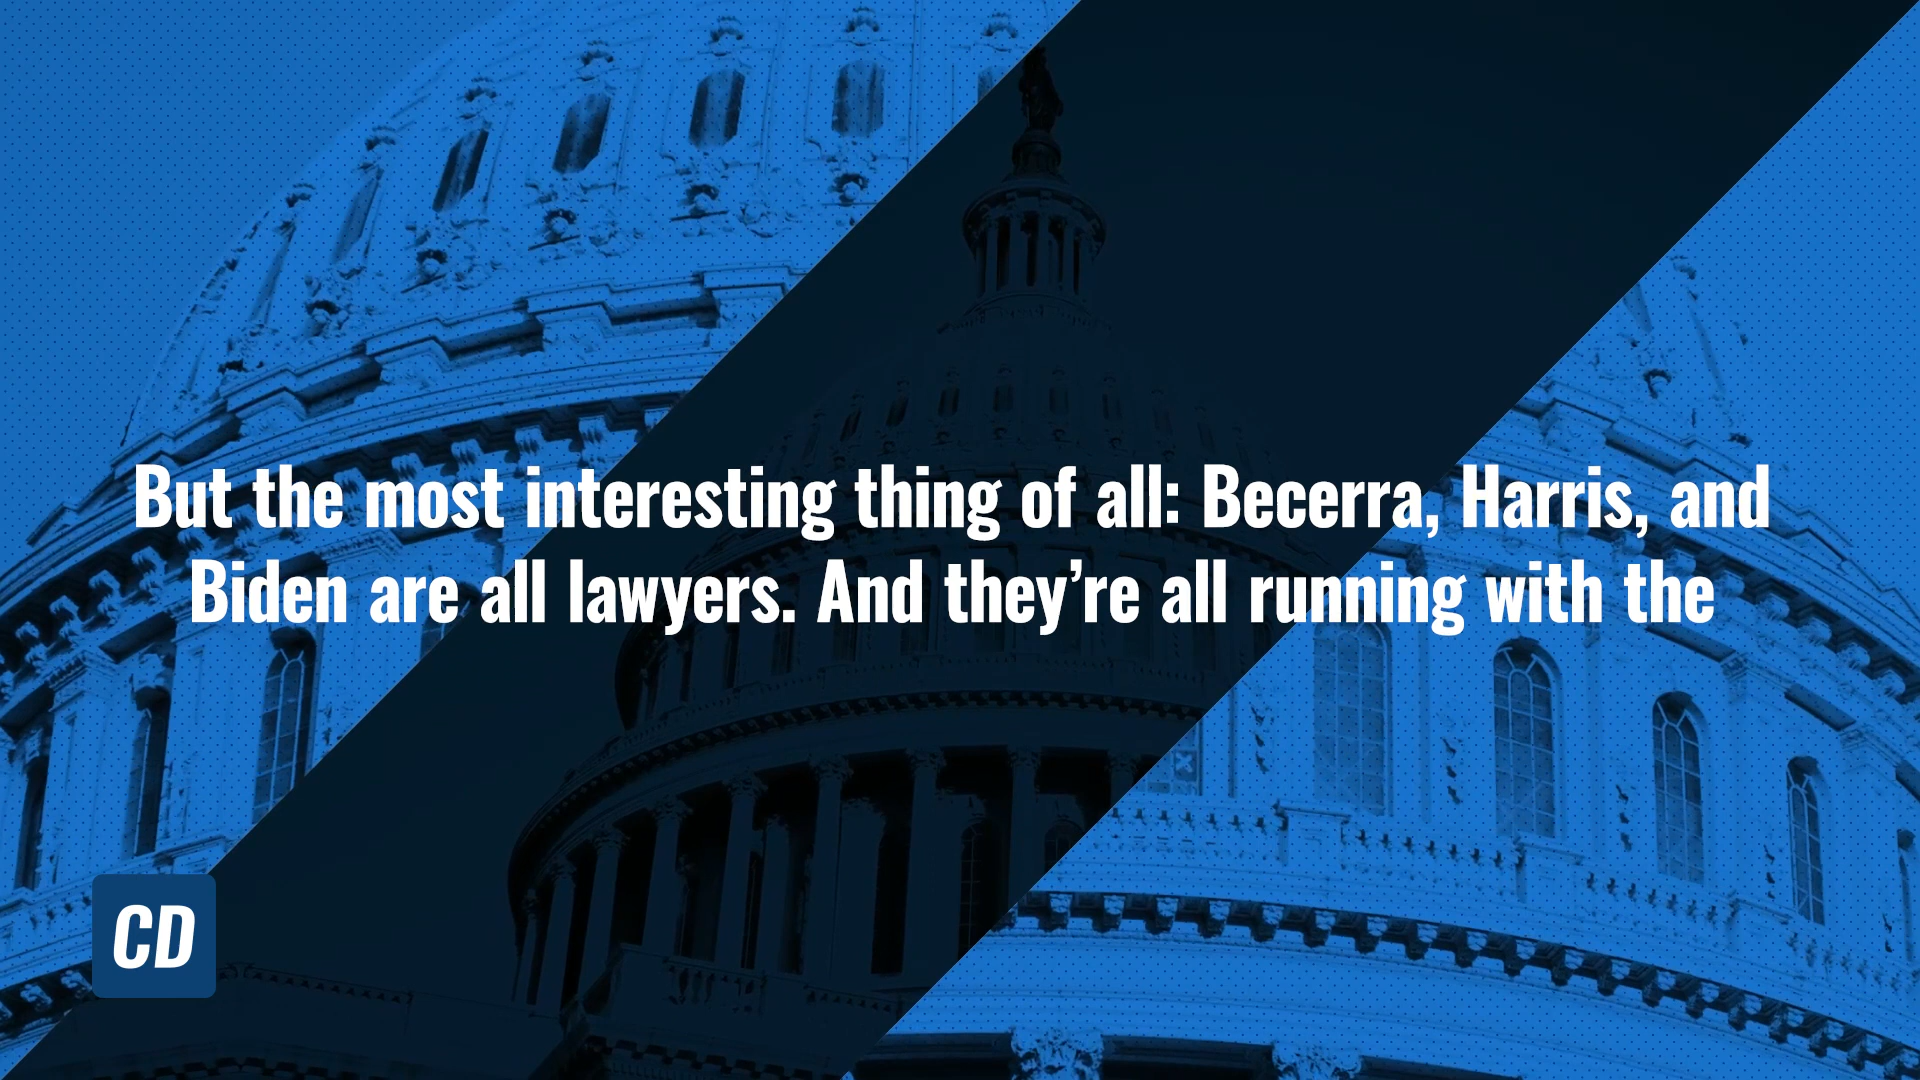 But the most interesting thing of all: Becerra, Harris, and
Biden are all lawyers. And they’re all running with the
CD